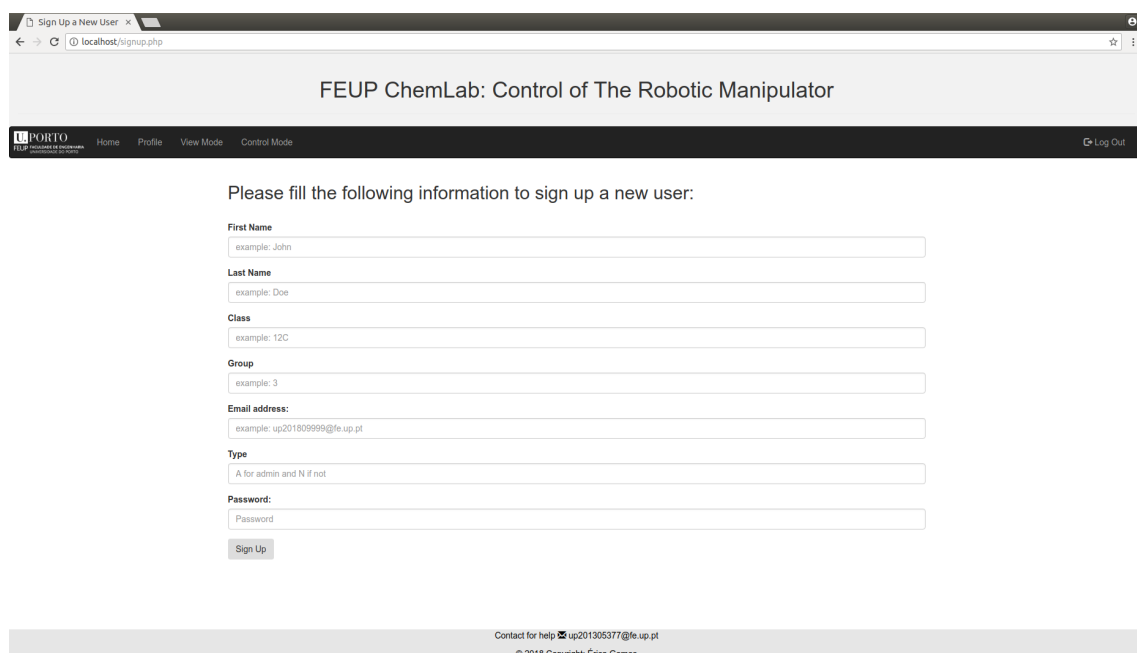 Sign Up a New User
localhost/signup.php
FEUP ChemLab: Control of The Robotic Manipulator
U. PORTO
FEUP FACULDADE DE ENGENHARIA
UNIVERSIDADE DO PORTO
Home Profile View Mode Control Mode Log Out
Please fill the following information to sign up a new user:
First Name
example: John
Last Name
example: Doe
Class
example: 12C
Group
example: 3
Email address:
example: up201809999@fe.up.pt
Type
A for admin and N if not
Password:
Password
Sign Up
Contact for help up201305377@fe.up.pt
© 2018 Copyright: